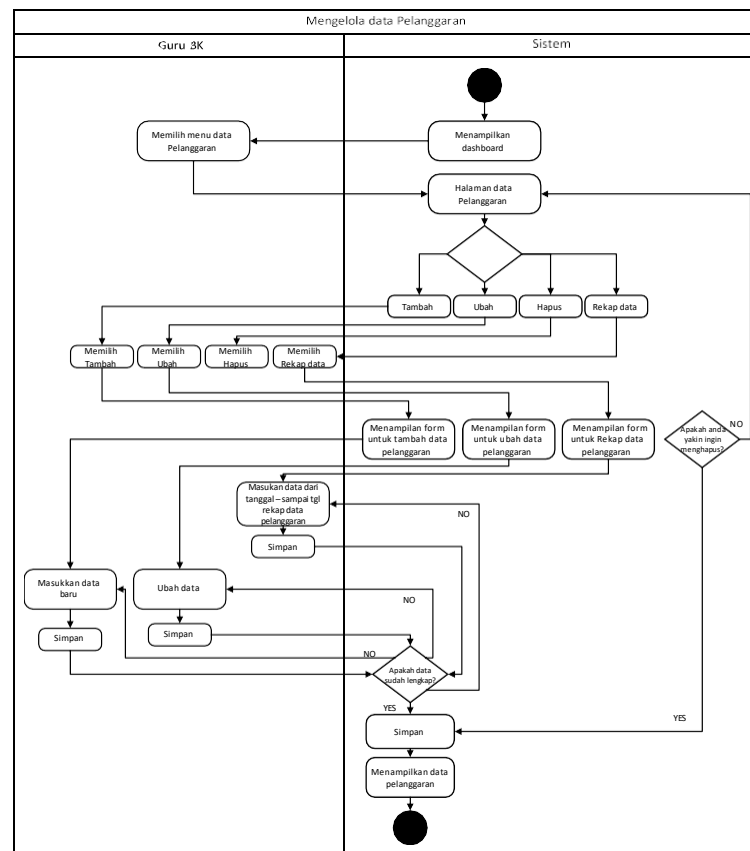 Mengelola data Pelanggaran
Guru BK
Sistem
Memilih menu data
Pelanggaran
Menampilkan
dashboard
Halaman data
Pelanggaran
Tambah
Ubah
Hapus
Rekap data
Memilih
Tambah
Memilih
Ubah
Memilih
Hapus
Memilih
Rekap data
Menampilan form
untuk tambah data
pelanggaran
Menampilan form
untuk ubah data
pelanggaran
Menampilan form
untuk Rekap data
pelanggaran
Apakah anda
yakin ingin
menghapus?
NO
Masukan data dari
tanggal – sampai tgl
rekap data
pelanggaran
NO
Simpan
Masukkan data
baru
Ubah data
NO
Simpan
Simpan
NO
Apakah data
sudah lengkap?
YES
YES
Simpan
Menampilkan data
pelanggaran